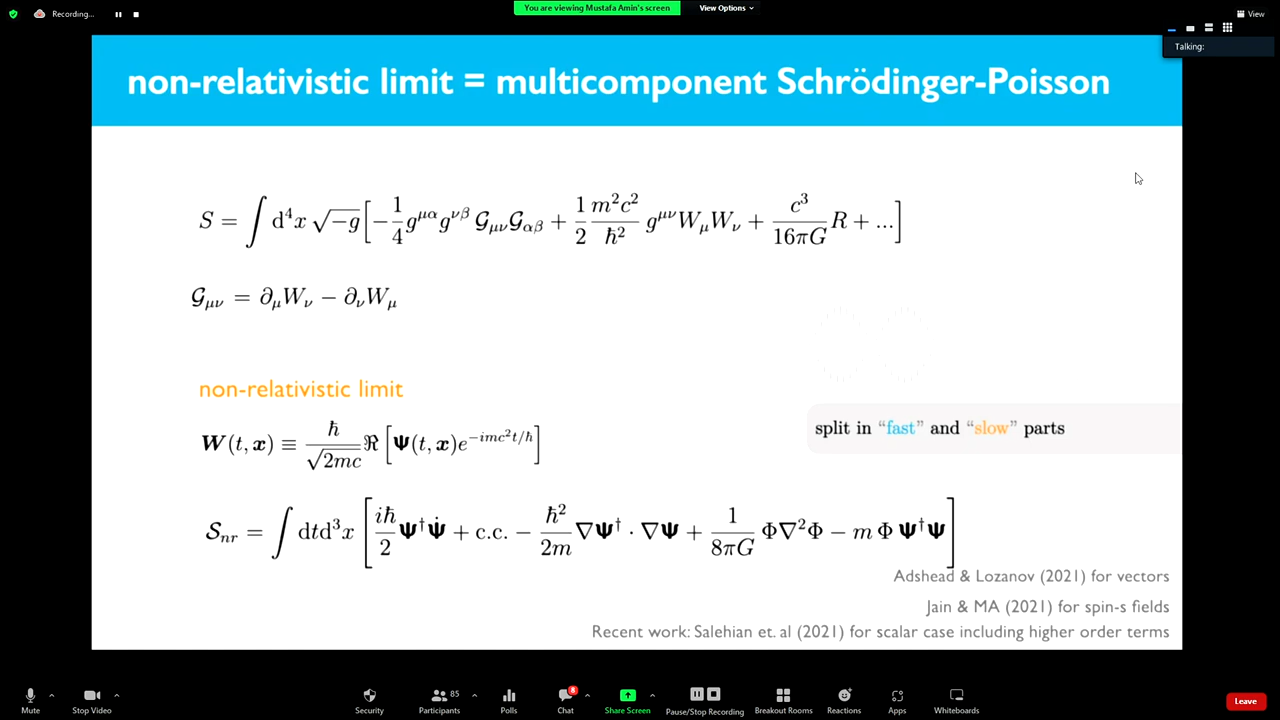 Recording...
You are viewing Mustafa Amin's screen
View Options
View
Talking:
non-relativistic limit = multicomponent Schrödinger-Poisson
S = ∫ d⁴x √−g [ −1/4 g^{μα} g^{νβ} 𝒢_{μν} 𝒢_{αβ} + 1/2 m²c²/ħ² g^{μν} W_μ W_ν + c³/16πG R + ... ]
𝒢_{μν} = ∂_μ W_ν − ∂_ν W_μ
non-relativistic limit
split in “fast” and “slow” parts
W(t, x) ≡ ħ/√2mc ℜ [ Ψ(t, x) e^{−imc²t/ħ} ]
𝒮_{nr} = ∫ dtd³x [ iħ/2 Ψ†Ψ̇ + c.c. − ħ²/2m ∇Ψ† · ∇Ψ + 1/8πG Φ∇²Φ − m Φ Ψ†Ψ ]
Adshead & Lozanov (2021) for vectors
Jain & MA (2021) for spin-s fields
Recent work: Salehian et. al (2021) for scalar case including higher order terms
Mute
Stop Video
Security
85
Participants
Polls
8
Chat
Share Screen
Pause/Stop Recording
Breakout Rooms
Reactions
Apps
Whiteboards
Leave